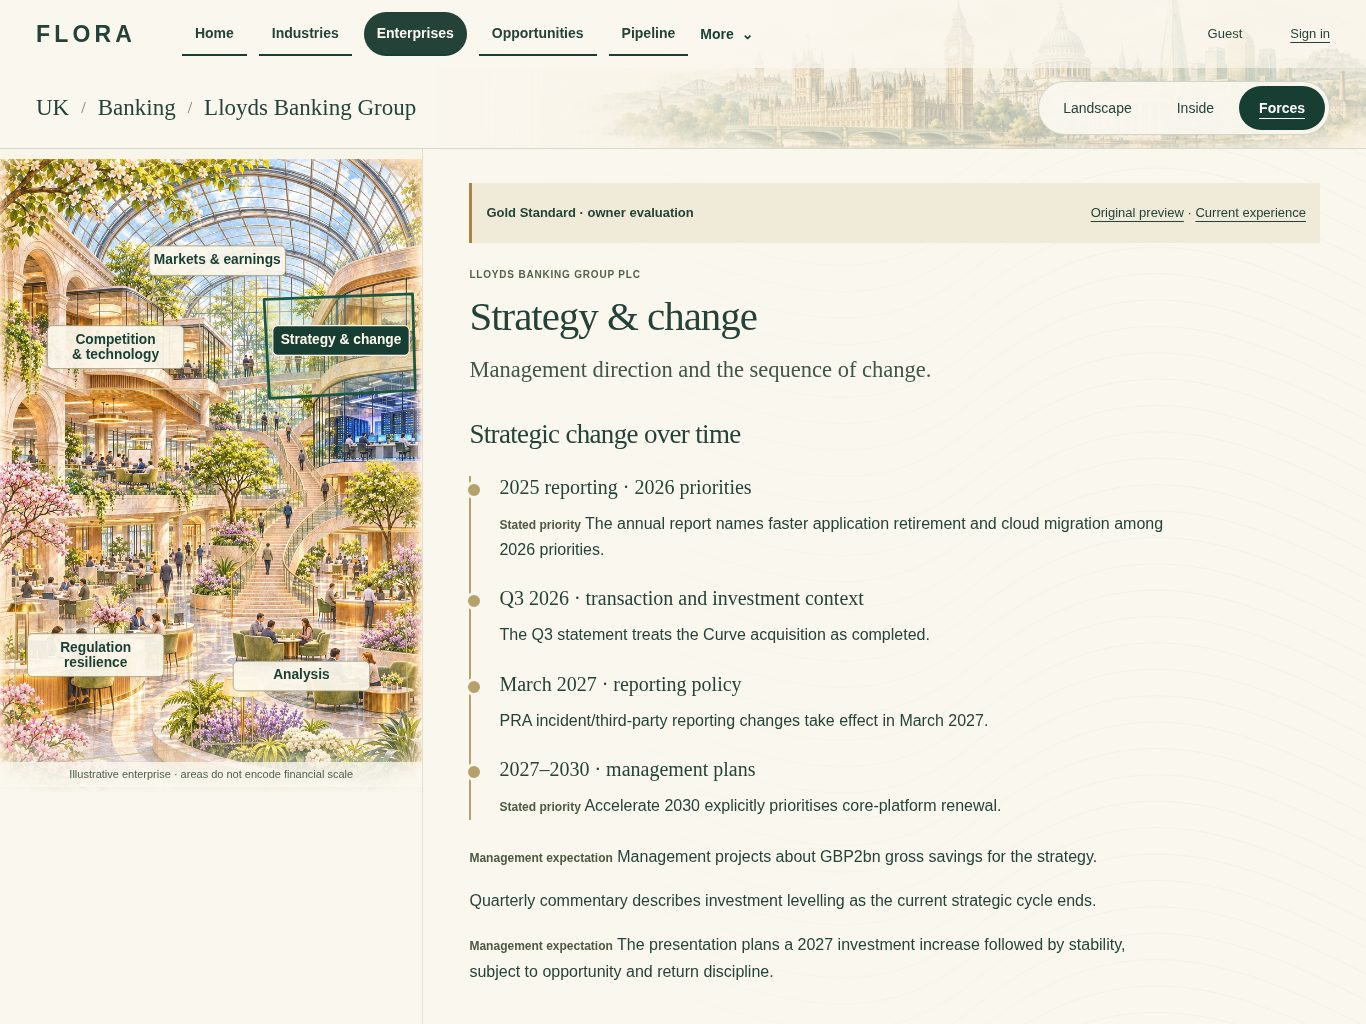 FLORA
Home
Industries
Enterprises
Opportunities
Pipeline
More
Guest
Sign in
UK / Banking / Lloyds Banking Group
Landscape
Inside
Forces
Markets & earnings
Competition
& technology
Strategy & change
Regulation
resilience
Analysis
Illustrative enterprise · areas do not encode financial scale
Gold Standard · owner evaluation
Original preview · Current experience
LLOYDS BANKING GROUP PLC
Strategy & change
Management direction and the sequence of change.
Strategic change over time
2025 reporting · 2026 priorities
Stated priority The annual report names faster application retirement and cloud migration among
2026 priorities.
Q3 2026 · transaction and investment context
The Q3 statement treats the Curve acquisition as completed.
March 2027 · reporting policy
PRA incident/third-party reporting changes take effect in March 2027.
2027–2030 · management plans
Stated priority Accelerate 2030 explicitly prioritises core-platform renewal.
Management expectation Management projects about GBP2bn gross savings for the strategy.
Quarterly commentary describes investment levelling as the current strategic cycle ends.
Management expectation The presentation plans a 2027 investment increase followed by stability,
subject to opportunity and return discipline.